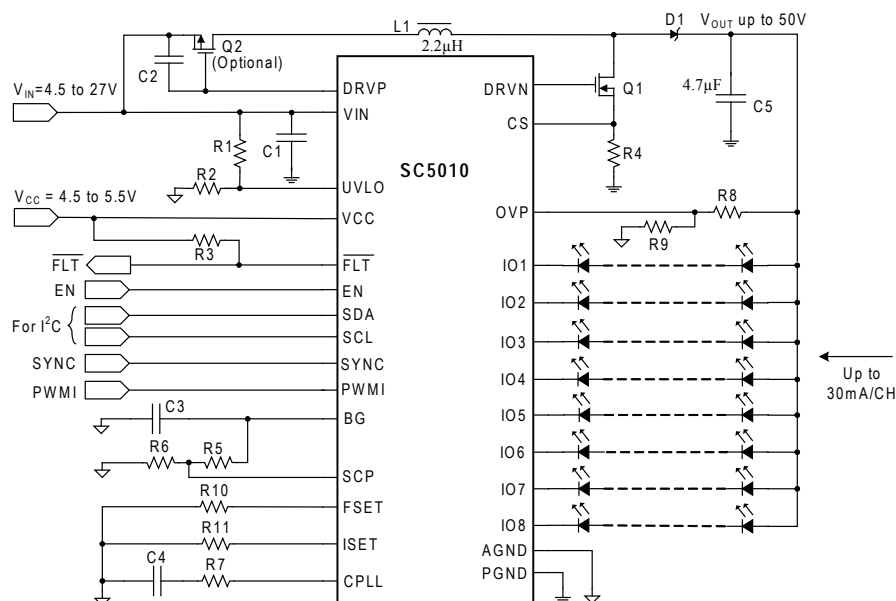 L1
2.2µH
D1
V_OUT up to 50V
Q2
(Optional)
C2
DRVP
DRVN
Q1
4.7µF
C5
V_IN=4.5 to 27V
VIN
CS
R1
C1
R4
SC5010
R2
UVLO
V_CC = 4.5 to 5.5V
VCC
OVP
R8
R9
R3
FLT
FLT
IO1
EN
EN
IO2
For I²C
SDA
SCL
IO3
SYNC
SYNC
IO4
Up to
30mA/CH
PWMI
PWMI
C3
BG
IO5
R6
R5
IO6
SCP
IO7
R10
FSET
IO8
R11
ISET
AGND
C4
R7
CPLL
PGND